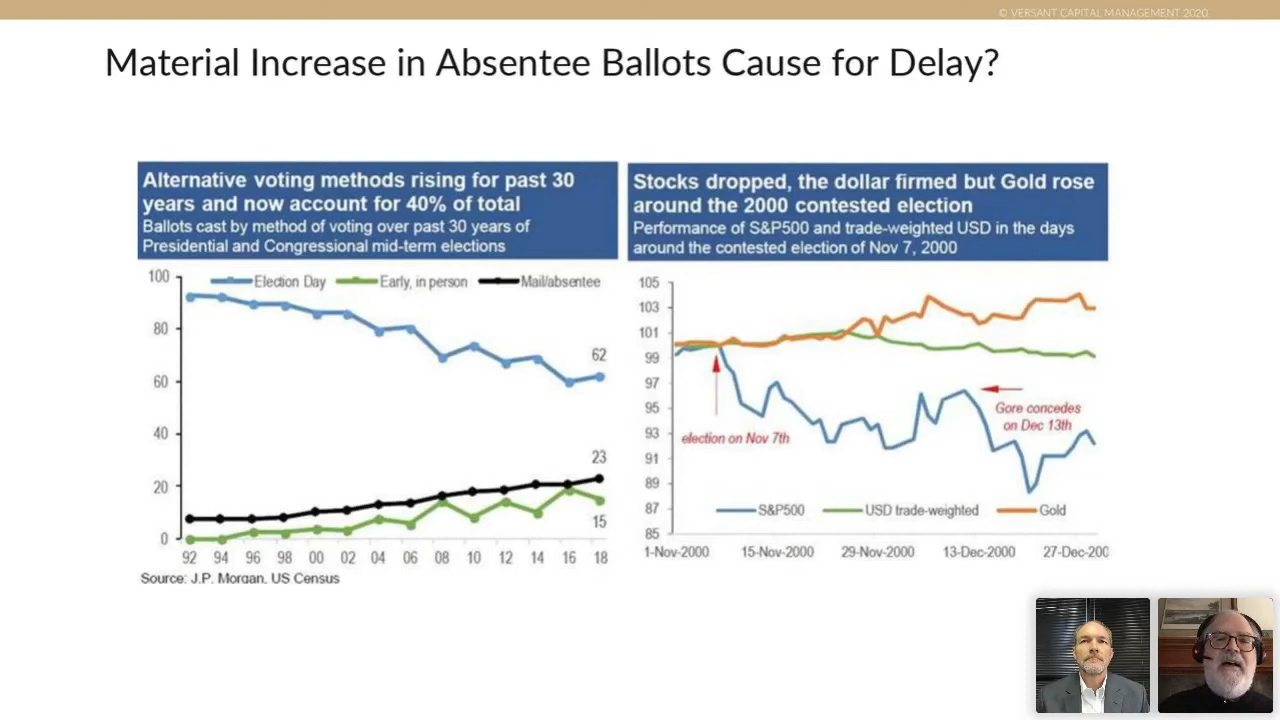 © VERSANT CAPITAL MANAGEMENT 2020
Material Increase in Absentee Ballots Cause for Delay?
Alternative voting methods rising for past 30
years and now account for 40% of total
Ballots cast by method of voting over past 30 years of
Presidential and Congressional mid-term elections
100
Election Day
Early, in person
Mail/absentee
80
60
40
20
0
62
23
15
92 94 96 98 00 02 04 06 08 10 12 14 16 18
Source: J.P. Morgan, US Census
Stocks dropped, the dollar firmed but Gold rose
around the 2000 contested election
Performance of S&P500 and trade-weighted USD in the days
around the contested election of Nov 7, 2000
105
103
101
99
97
95
93
91
89
87
85
election on Nov 7th
Gore concedes
on Dec 13th
S&P500
USD trade-weighted
Gold
1-Nov-2000 15-Nov-2000 29-Nov-2000 13-Dec-2000 27-Dec-200